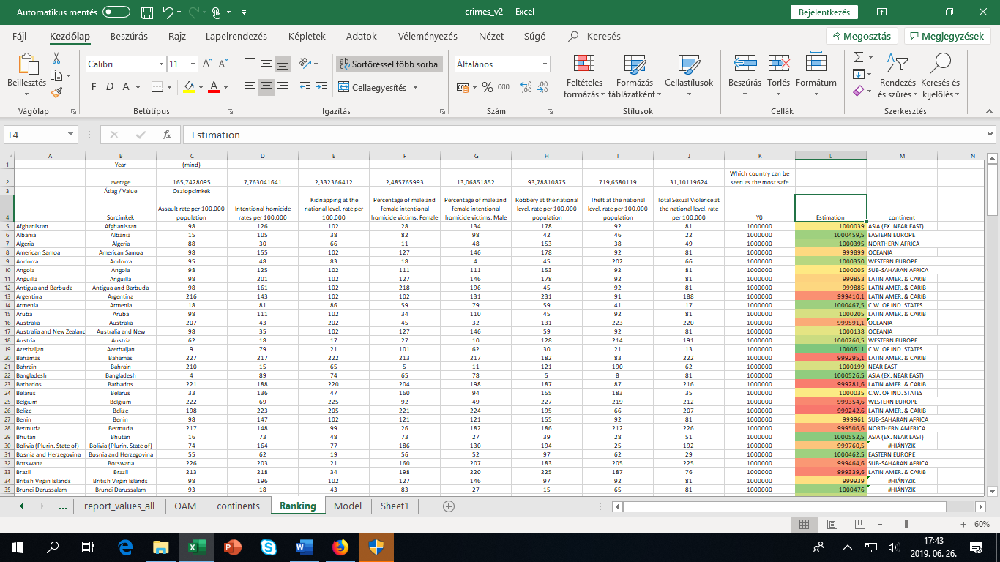 Automatikus mentés
crimes_v2 - Excel
Bejelentkezés
Fájl Kezdőlap Beszúrás Rajz Lapelrendezés Képletek Adatok Véleményezés Nézet Súgó Keresés Megosztás Megjegyzések
Beillesztés
Calibri 11
F D A
ab Sortöréssel több sorba
Cellaegyesítés
Általános
% 000
Feltételes formázás
Formázás táblázatként
Cellastílusok
Beszúrás Törlés Formátum
Rendezés és szűrés
Keresés és kijelölés
Vágólap Betűtípus Igazítás Szám Stílusok Cellák Szerkesztés
L4 fx Estimation
A B C D E F G H I J K L M N
1 Year (mind)
2 average 165,7428095 7,763041641 2,332366412 2,485765993 13,06851852 93,78810875 719,6580119 31,10119624 Which country can be seen as the most safe
3 Átlag / Value Oszlopcímkék
4 Sorcímkék Assault rate per 100,000 population Intentional homicide rates per 100,000 Kidnapping at the national level, rate per 100,000 Percentage of male and female intentional homicide victims, Female Percentage of male and female intentional homicide victims, Male Robbery at the national level, rate per 100,000 population Theft at the national level, rate per 100,000 population Total Sexual Violence at the national level, rate per 100,000 Y0 Estimation continent
5 Afghanistan Afghanistan 98 126 102 28 134 178 92 81 1000000 1000039 ASIA (EX. NEAR EAST)
6 Albania Albania 15 105 38 82 98 42 46 22 1000000 1000459,5 EASTERN EUROPE
7 Algeria Algeria 88 30 66 11 48 153 38 49 1000000 1000395 NORTHERN AFRICA
8 American Samoa American Samoa 98 155 102 127 146 178 92 81 1000000 999899 OCEANIA
9 Andorra Andorra 95 48 83 18 4 45 202 66 1000000 1000350 WESTERN EUROPE
10 Angola Angola 98 125 102 111 111 153 92 81 1000000 1000005 SUB-SAHARAN AFRICA
11 Anguilla Anguilla 98 201 102 127 146 178 92 81 1000000 999853 LATIN AMER. & CARIB
12 Antigua and Barbuda Antigua and Barbuda 98 161 102 218 196 45 92 81 1000000 999885 LATIN AMER. & CARIB
13 Argentina Argentina 216 143 102 102 131 231 91 188 1000000 999410,1 LATIN AMER. & CARIB
14 Armenia Armenia 18 81 86 59 79 41 17 1000000 1000467,5 C.W. OF IND. STATES
15 Aruba Aruba 98 111 102 34 110 45 92 81 1000000 1000205 LATIN AMER. & CARIB
16 Australia Australia 207 43 202 45 32 131 223 220 1000000 999591,1 OCEANIA
17 Australia and New Zealand Australia and New 98 35 102 127 146 59 92 81 1000000 1000138 OCEANIA
18 Austria Austria 62 18 17 27 10 128 214 191 1000000 1000260,5 WESTERN EUROPE
19 Azerbaijan Azerbaijan 9 79 21 101 62 30 21 13 1000000 1000611 C.W. OF IND. STATES
20 Bahamas Bahamas 227 217 222 213 217 182 83 222 1000000 999295,1 LATIN AMER. & CARIB
21 Bahrain Bahrain 210 15 65 5 11 121 190 62 1000000 1000199 NEAR EAST
22 Bangladesh Bangladesh 4 89 74 65 78 5 8 81 1000000 1000526,5 ASIA (EX. NEAR EAST)
23 Barbados Barbados 221 188 220 204 198 187 87 216 1000000 999281,6 LATIN AMER. & CARIB
24 Belarus Belarus 33 136 47 160 94 155 183 35 1000000 1000035 C.W. OF IND. STATES
25 Belgium Belgium 222 69 225 92 49 227 219 212 1000000 999354,6 WESTERN EUROPE
26 Belize Belize 198 223 205 221 224 195 66 207 1000000 999242,6 LATIN AMER. & CARIB
27 Benin Benin 98 147 102 121 121 155 92 81 1000000 999961 SUB-SAHARAN AFRICA
28 Bermuda Bermuda 217 148 99 182 26 186 212 226 1000000 999506,6 NORTHERN AMERICA
29 Bhutan Bhutan 16 73 48 73 27 39 28 51 1000000 1000552,5 ASIA (EX. NEAR EAST)
30 Bolivia (Plurin. State of) Bolivia (Plurin. State of) 74 164 77 186 130 194 25 192 1000000 999760,5 #HIÁNYZIK
31 Bosnia and Herzegovina Bosnia and Herzegovina 55 62 19 56 52 97 62 29 1000000 1000462,5 EASTERN EUROPE
32 Botswana Botswana 226 203 21 160 207 183 205 225 1000000 999464,6 SUB-SAHARAN AFRICA
33 Brazil Brazil 213 218 34 198 220 225 187 76 1000000 999339,6 LATIN AMER. & CARIB
34 British Virgin Islands British Virgin Islands 98 196 102 127 146 97 92 81 1000000 999939 #HIÁNYZIK
35 Brunei Darussalam Brunei Darussalam 93 18 43 83 27 15 65 81 1000000 1000476 #HIÁNYZIK
... report_values_all OAM continents Ranking Model Sheet1
60%
17:43
2019. 06. 26.